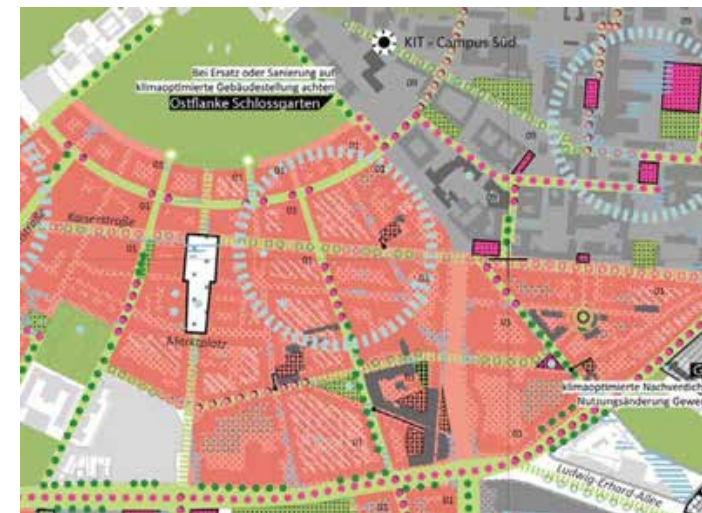 KIT - Campus Süd
Bei Ersatz oder Sanierung auf
klimaoptimierte Gebäudestellung achten
Ostflanke Schlossgarten
Kaiserstraße
straße
Marktplatz
klimaoptimierte Nachverdich
Nutzungsänderung Gewer
Ludwig-Erhard-Allee